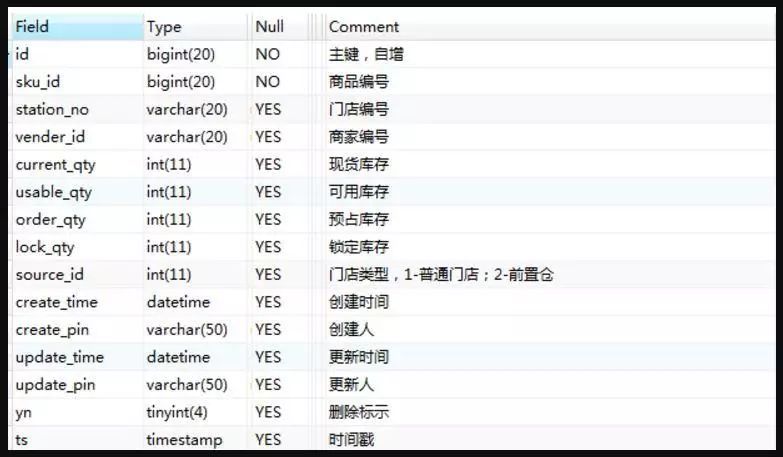 Field Type Null Comment
id bigint(20) NO 主键，自增
sku_id bigint(20) NO 商品编号
station_no varchar(20) YES 门店编号
vender_id varchar(20) YES 商家编号
current_qty int(11) YES 现货库存
usable_qty int(11) YES 可用库存
order_qty int(11) YES 预占库存
lock_qty int(11) YES 锁定库存
source_id int(11) YES 门店类型，1-普通门店；2-前置仓
create_time datetime YES 创建时间
create_pin varchar(50) YES 创建人
update_time datetime YES 更新时间
update_pin varchar(50) YES 更新人
yn tinyint(4) YES 删除标示
ts timestamp YES 时间戳